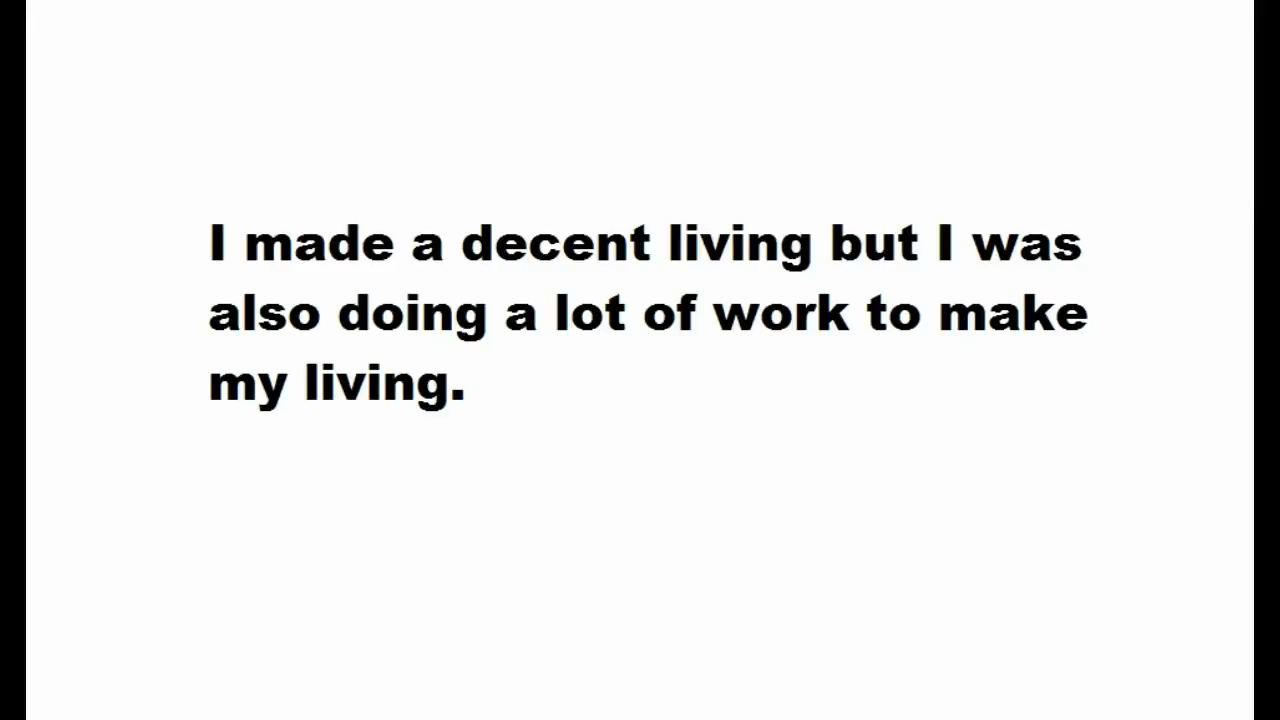 I made a decent living but I was
also doing a lot of work to make
my living.